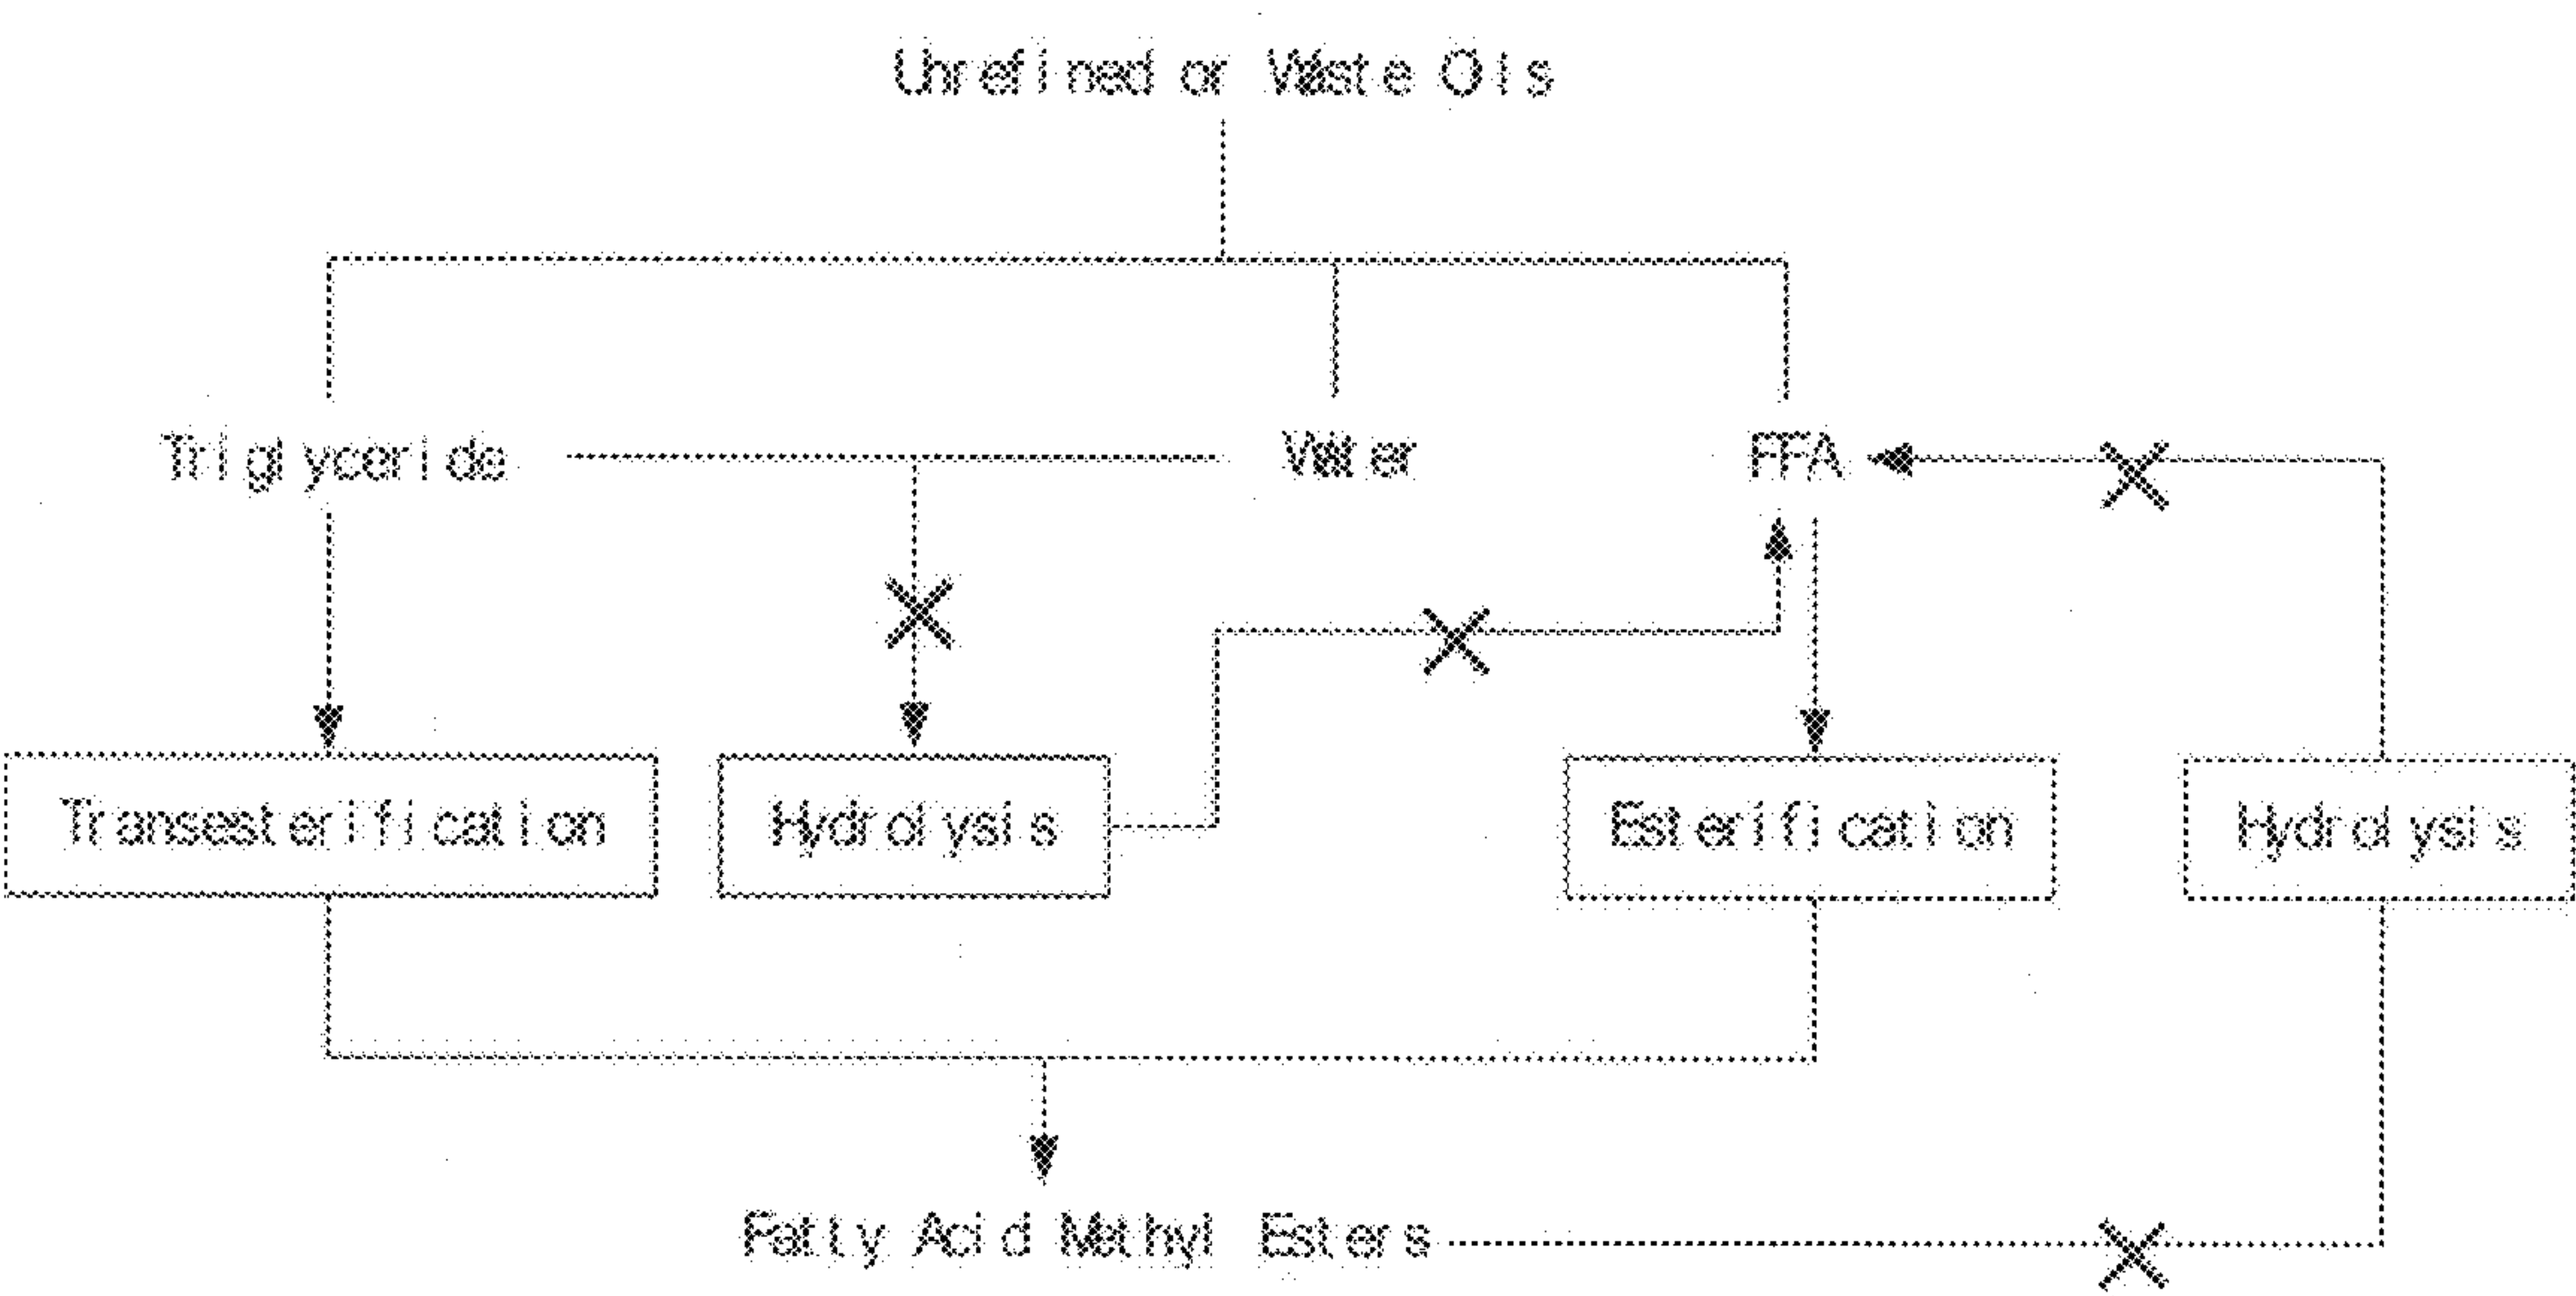 Unrefined or Waste Oils
Triglyceride Water FFA
Transesterification Hydrolysis Esterification Hydrolysis
Fatty Acid Methyl Esters